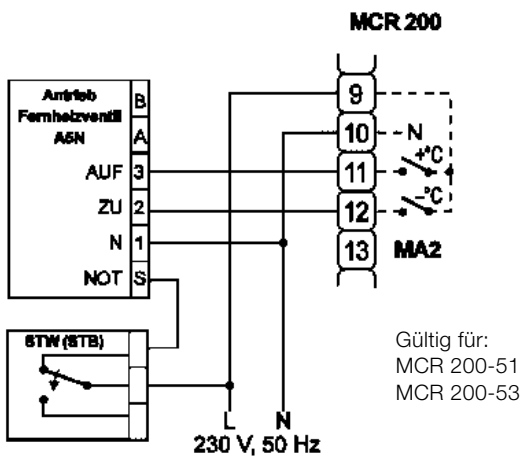 MCR 200
Antrieb
Fernheizventil
A5N
B
A
AUF 3
ZU 2
N 1
NOT S
9
10 N
11 +°C
12 -°C
13 MA2
STW (STB)
L N
230 V, 50 Hz
Gültig für:
MCR 200-51
MCR 200-53